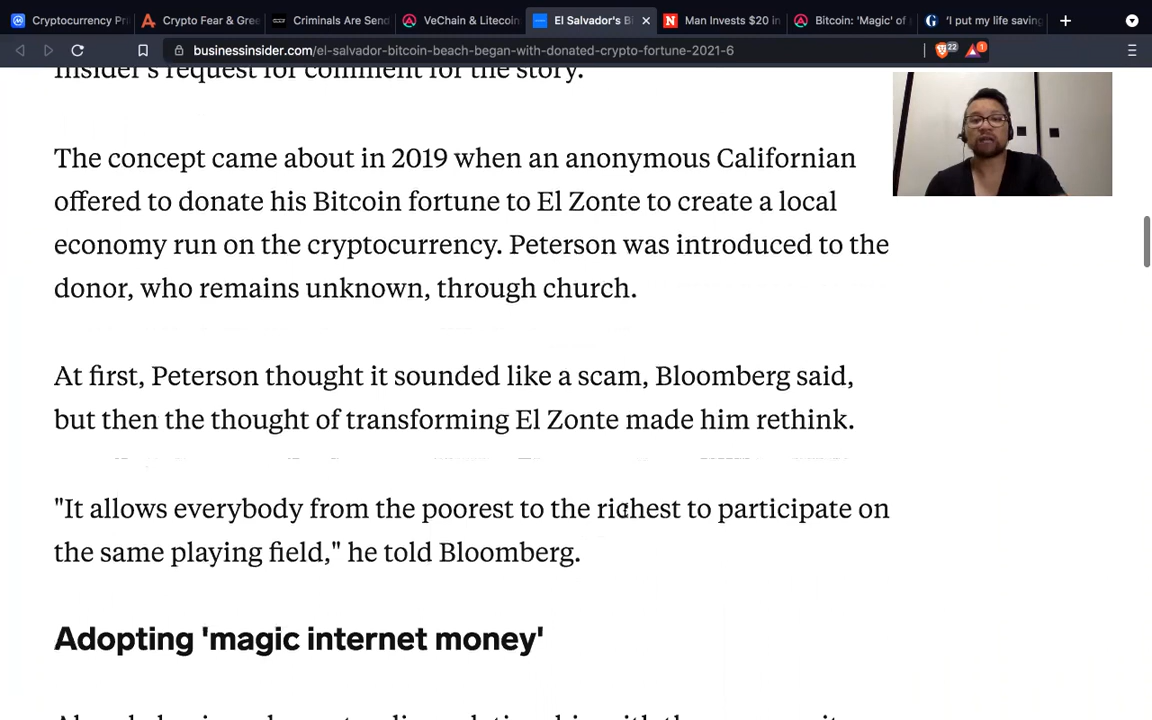 Cryptocurrency Pri
Crypto Fear & Gree
Criminals Are Send
VeChain & Litecoin
El Salvador's Bi
Man Invests $20 in
Bitcoin: 'Magic' of
'I put my life saving
businessinsider.com/el-salvador-bitcoin-beach-began-with-donated-crypto-fortune-2021-6
22
1
Insider's request for comment for the story.
The concept came about in 2019 when an anonymous Californian
offered to donate his Bitcoin fortune to El Zonte to create a local
economy run on the cryptocurrency. Peterson was introduced to the
donor, who remains unknown, through church.
At first, Peterson thought it sounded like a scam, Bloomberg said,
but then the thought of transforming El Zonte made him rethink.
"It allows everybody from the poorest to the richest to participate on
the same playing field," he told Bloomberg.
Adopting 'magic internet money'